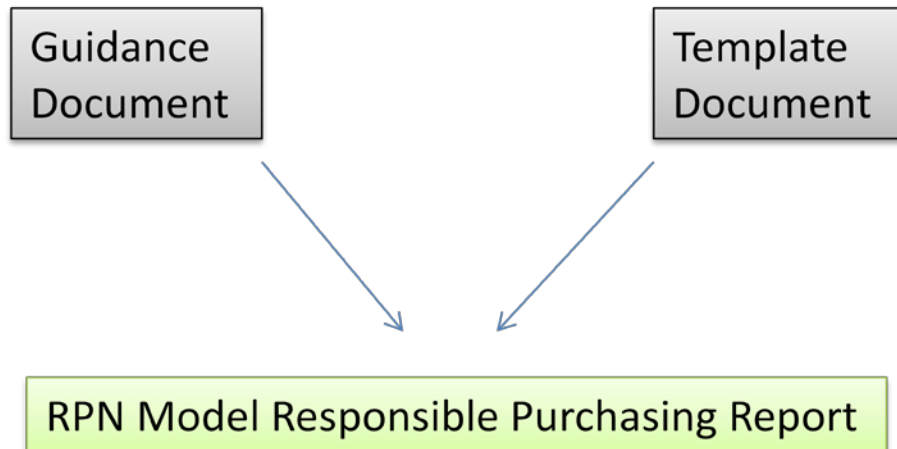 Guidance
Document
Template
Document
RPN Model Responsible Purchasing Report